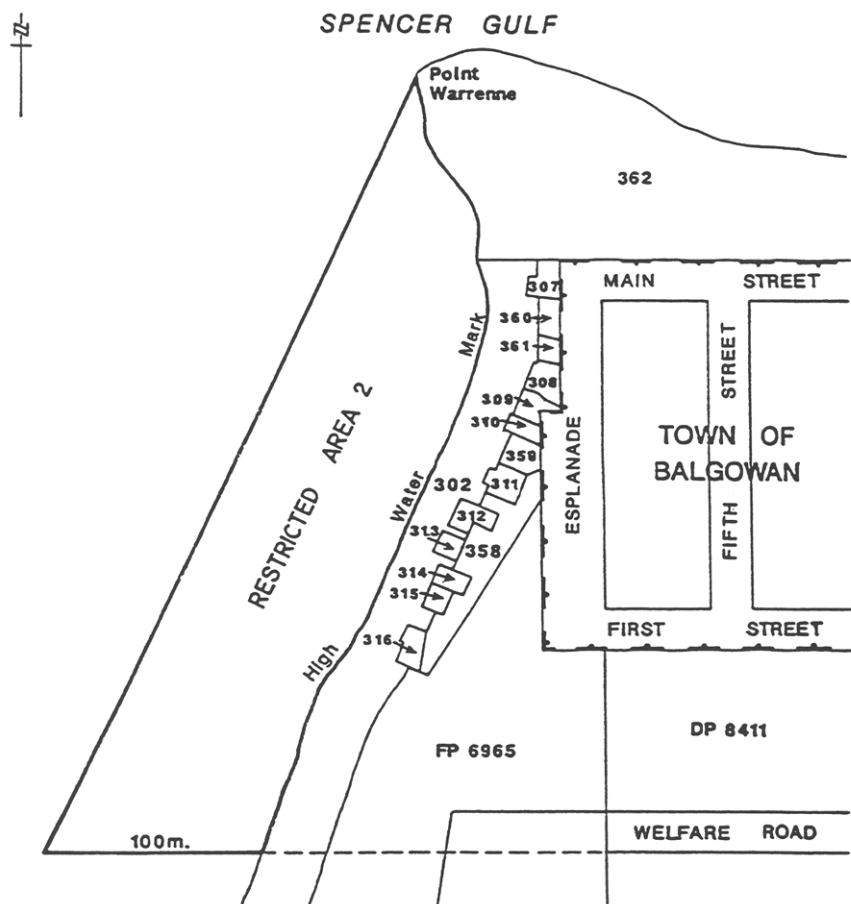 N
SPENCER GULF
Point
Warrenne
362
307
MAIN STREET
360
Mark
361
STREET
308
309
RESTRICTED AREA 2
310
TOWN OF
BALGOWAN
359
ESPLANADE
302
311
Water
312
FIFTH
313
358
314
315
FIRST STREET
316
High
DP 8411
FP 6965
100m.
WELFARE ROAD